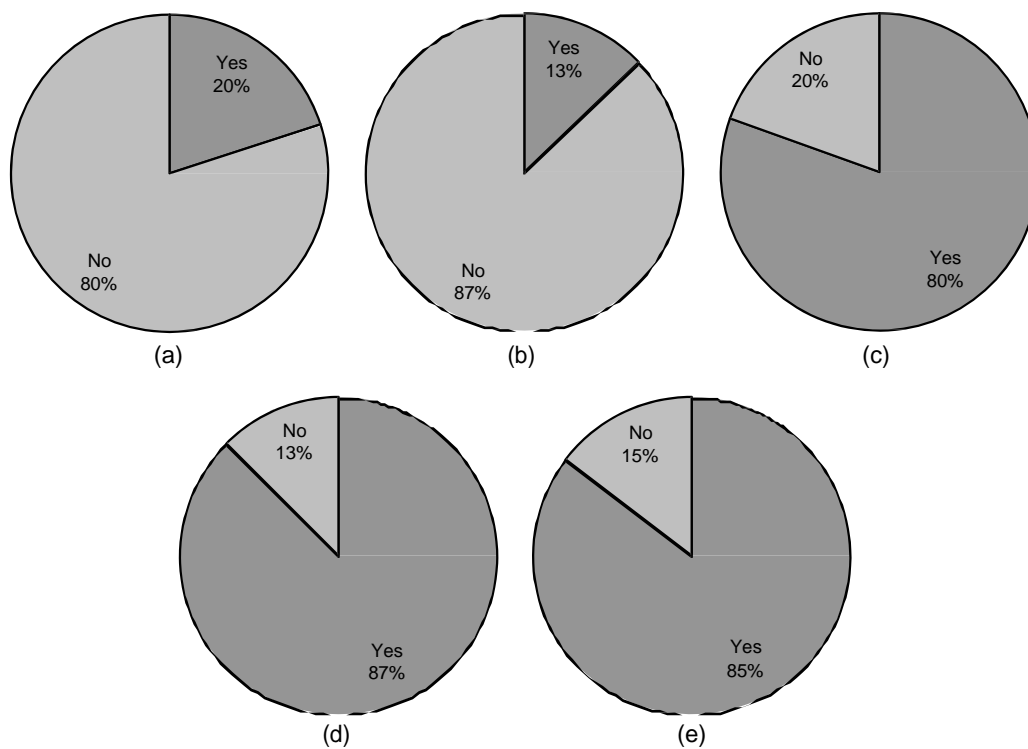 Yes
20%
No
80%
(a)
Yes
13%
No
87%
(b)
No
20%
Yes
80%
(c)
No
13%
Yes
87%
(d)
No
15%
Yes
85%
(e)